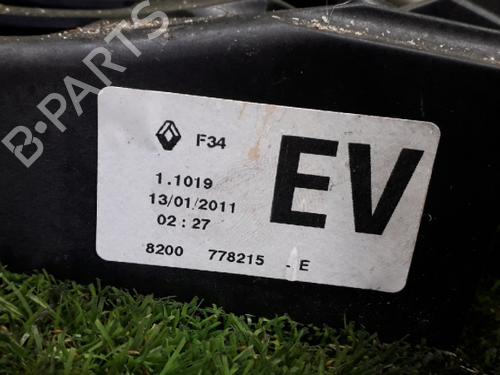 B-PARTS
F34
EV
1.1019
13/01/2011
02 : 27
8200 778215 - E